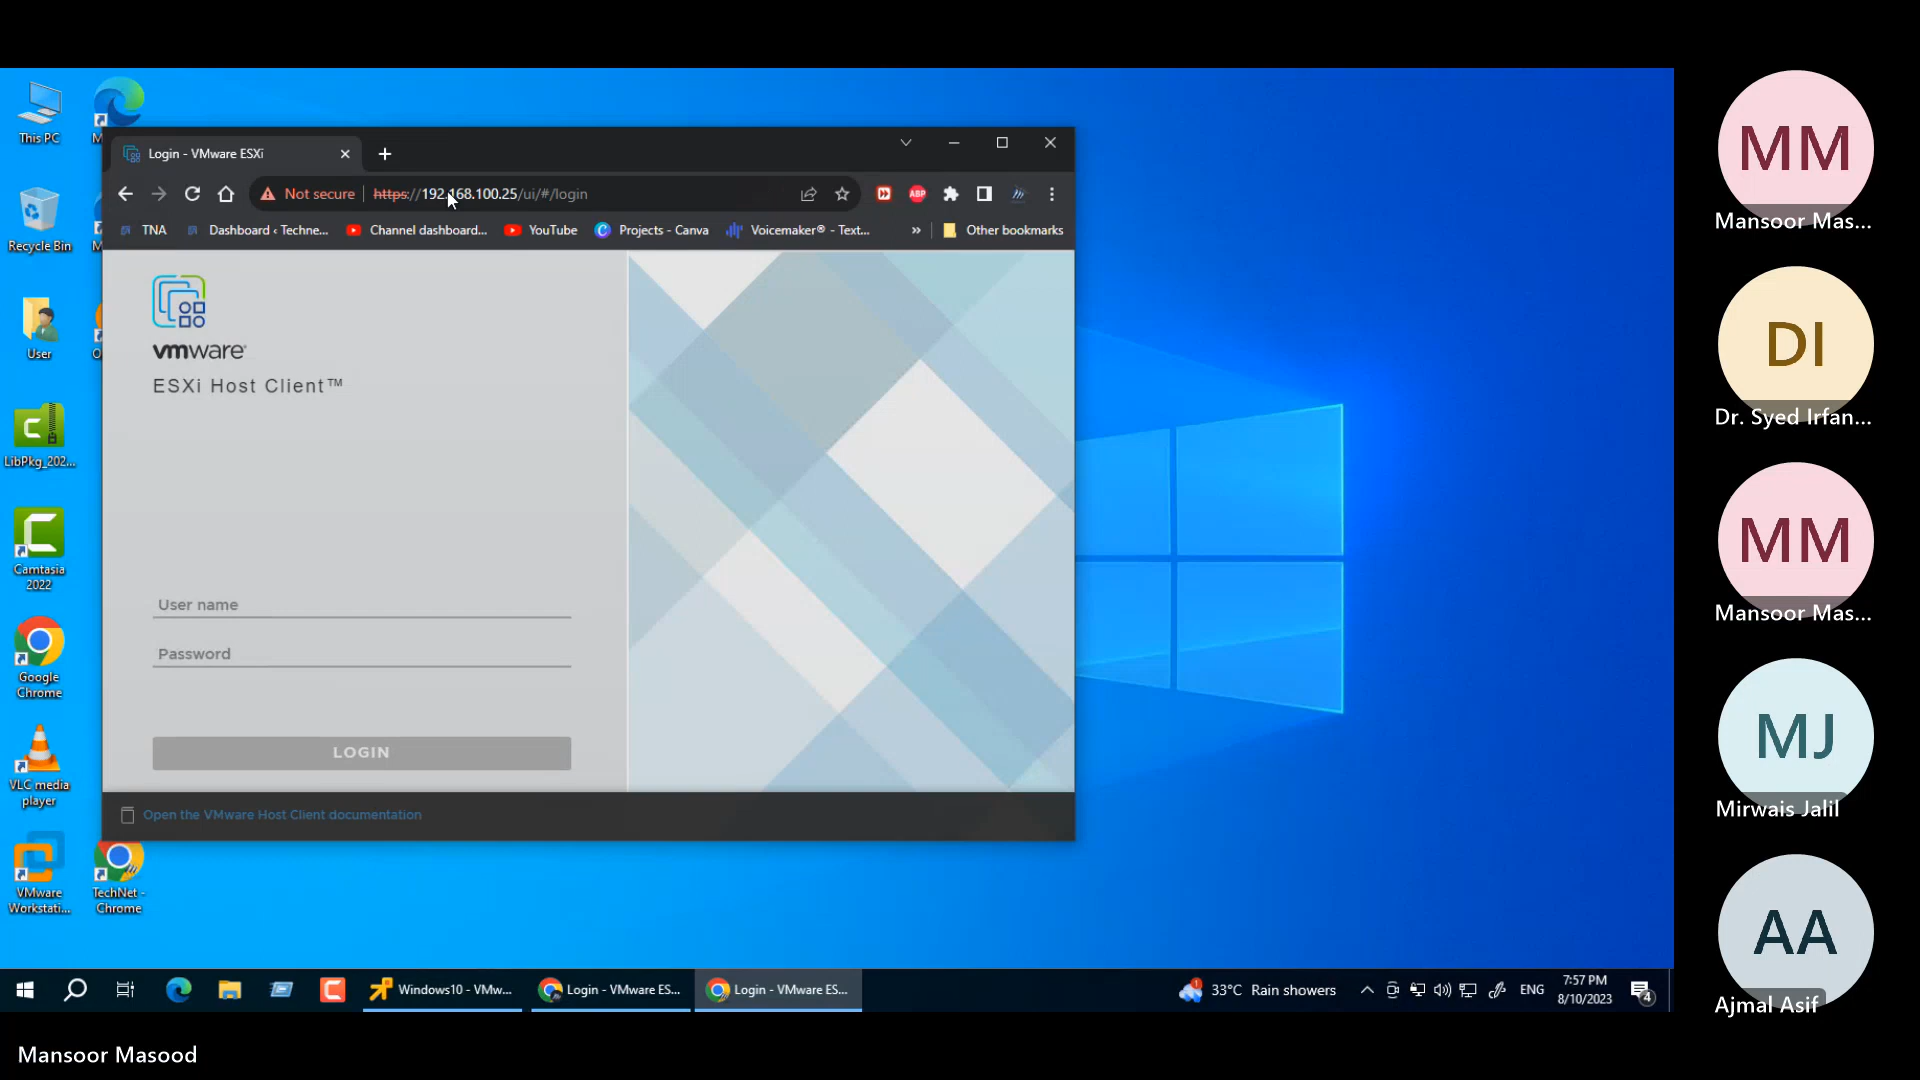 This PC
Recycle Bin
User
LibPkg_202...
Camtasia
2022
Google
Chrome
VLC media
player
VMware
Workstati...
TechNet -
Chrome
Login - VMware ESXi
Not secure
https://192.168.100.25/ui/#/login
ABP
TNA
Dashboard ‹ Techne...
Channel dashboard...
YouTube
Projects - Canva
Voicemaker® - Text...
»
Other bookmarks
vmware®
ESXi Host Client™
User name
Password
LOGIN
Open the VMware Host Client documentation
Windows10 - VMw...
Login - VMware ES...
Login - VMware ES...
1
33°C Rain showers
ENG
7:57 PM
8/10/2023
4
MM
Mansoor Mas...
DI
Dr. Syed Irfan...
MM
Mansoor Mas...
MJ
Mirwais Jalil
AA
Ajmal Asif
Mansoor Masood